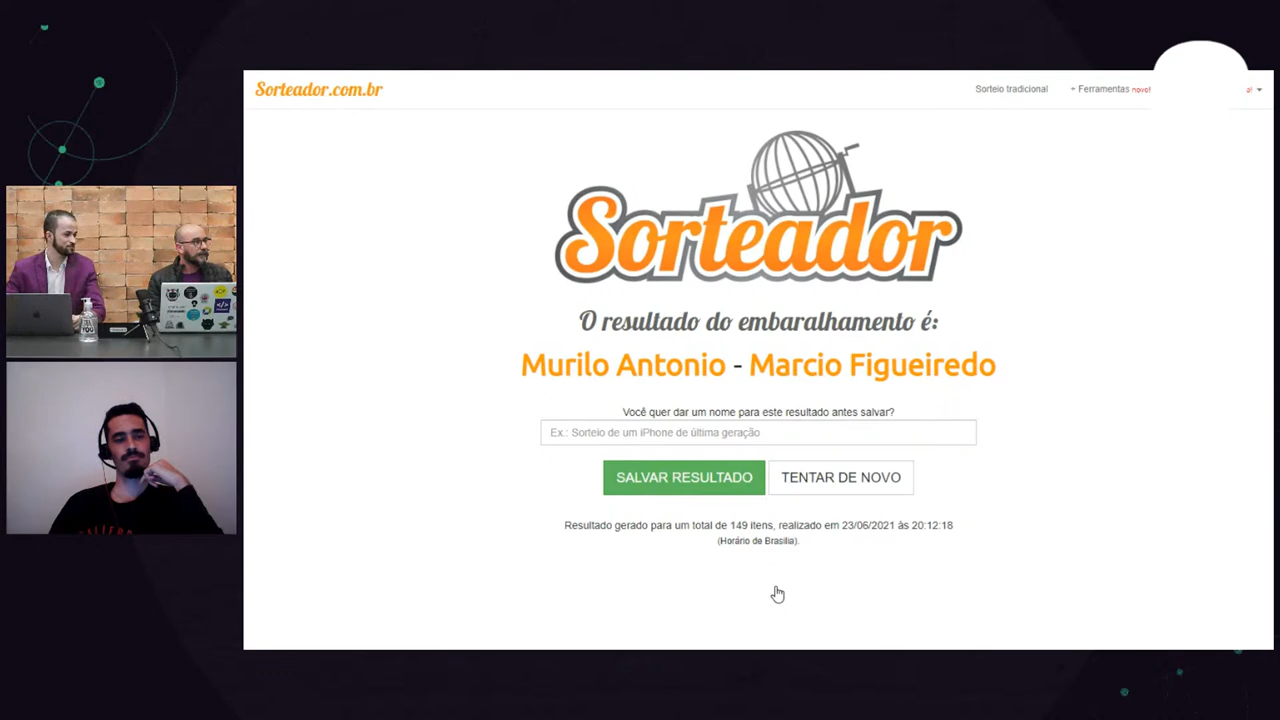 Sorteador.com.br
Sorteio tradicional
+ Ferramentas novo!
Sorteador
O resultado do embaralhamento é:
Murilo Antonio - Marcio Figueiredo
Você quer dar um nome para este resultado antes salvar?
Ex.: Sorteio de um iPhone de última geração
SALVAR RESULTADO
TENTAR DE NOVO
Resultado gerado para um total de 149 itens, realizado em 23/06/2021 às 20:12:18
(Horário de Brasília).
YOU